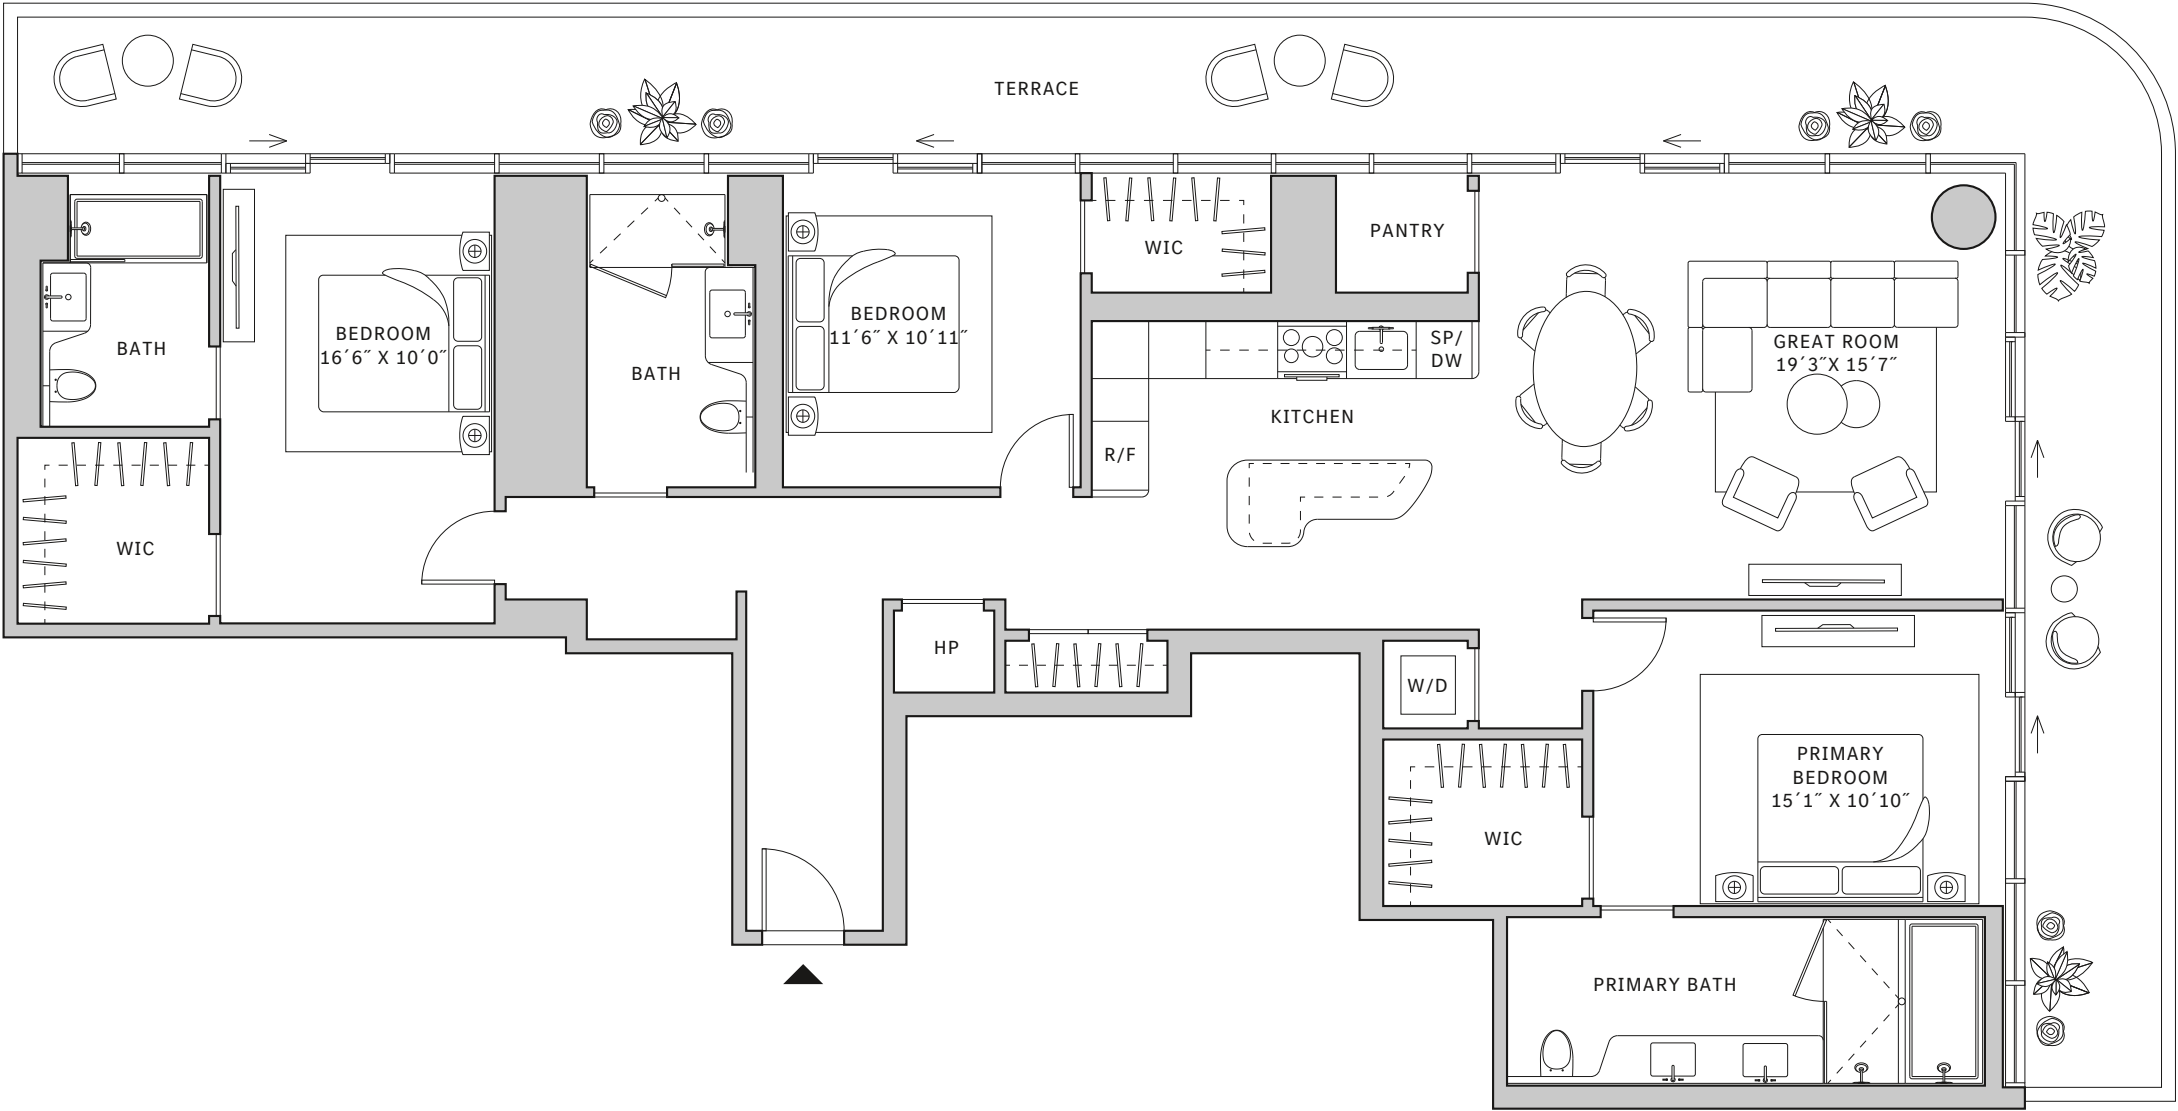 TERRACE
BATH
BEDROOM
16´6˝ X 10´0˝
WIC
BATH
BEDROOM
11´6˝ X 10´11˝
WIC
PANTRY
SP/
DW
KITCHEN
R/F
GREAT ROOM
19´3˝X 15´7˝
HP
W/D
WIC
PRIMARY
BEDROOM
15´1˝ X 10´10˝
PRIMARY BATH